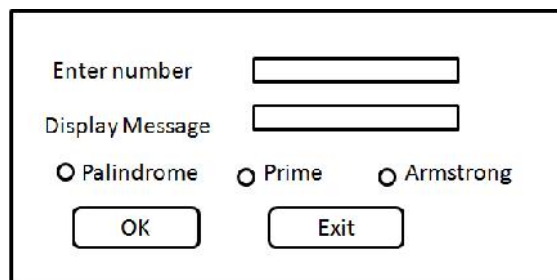 Enter number
Display Message
Palindrome Prime Armstrong
OK Exit